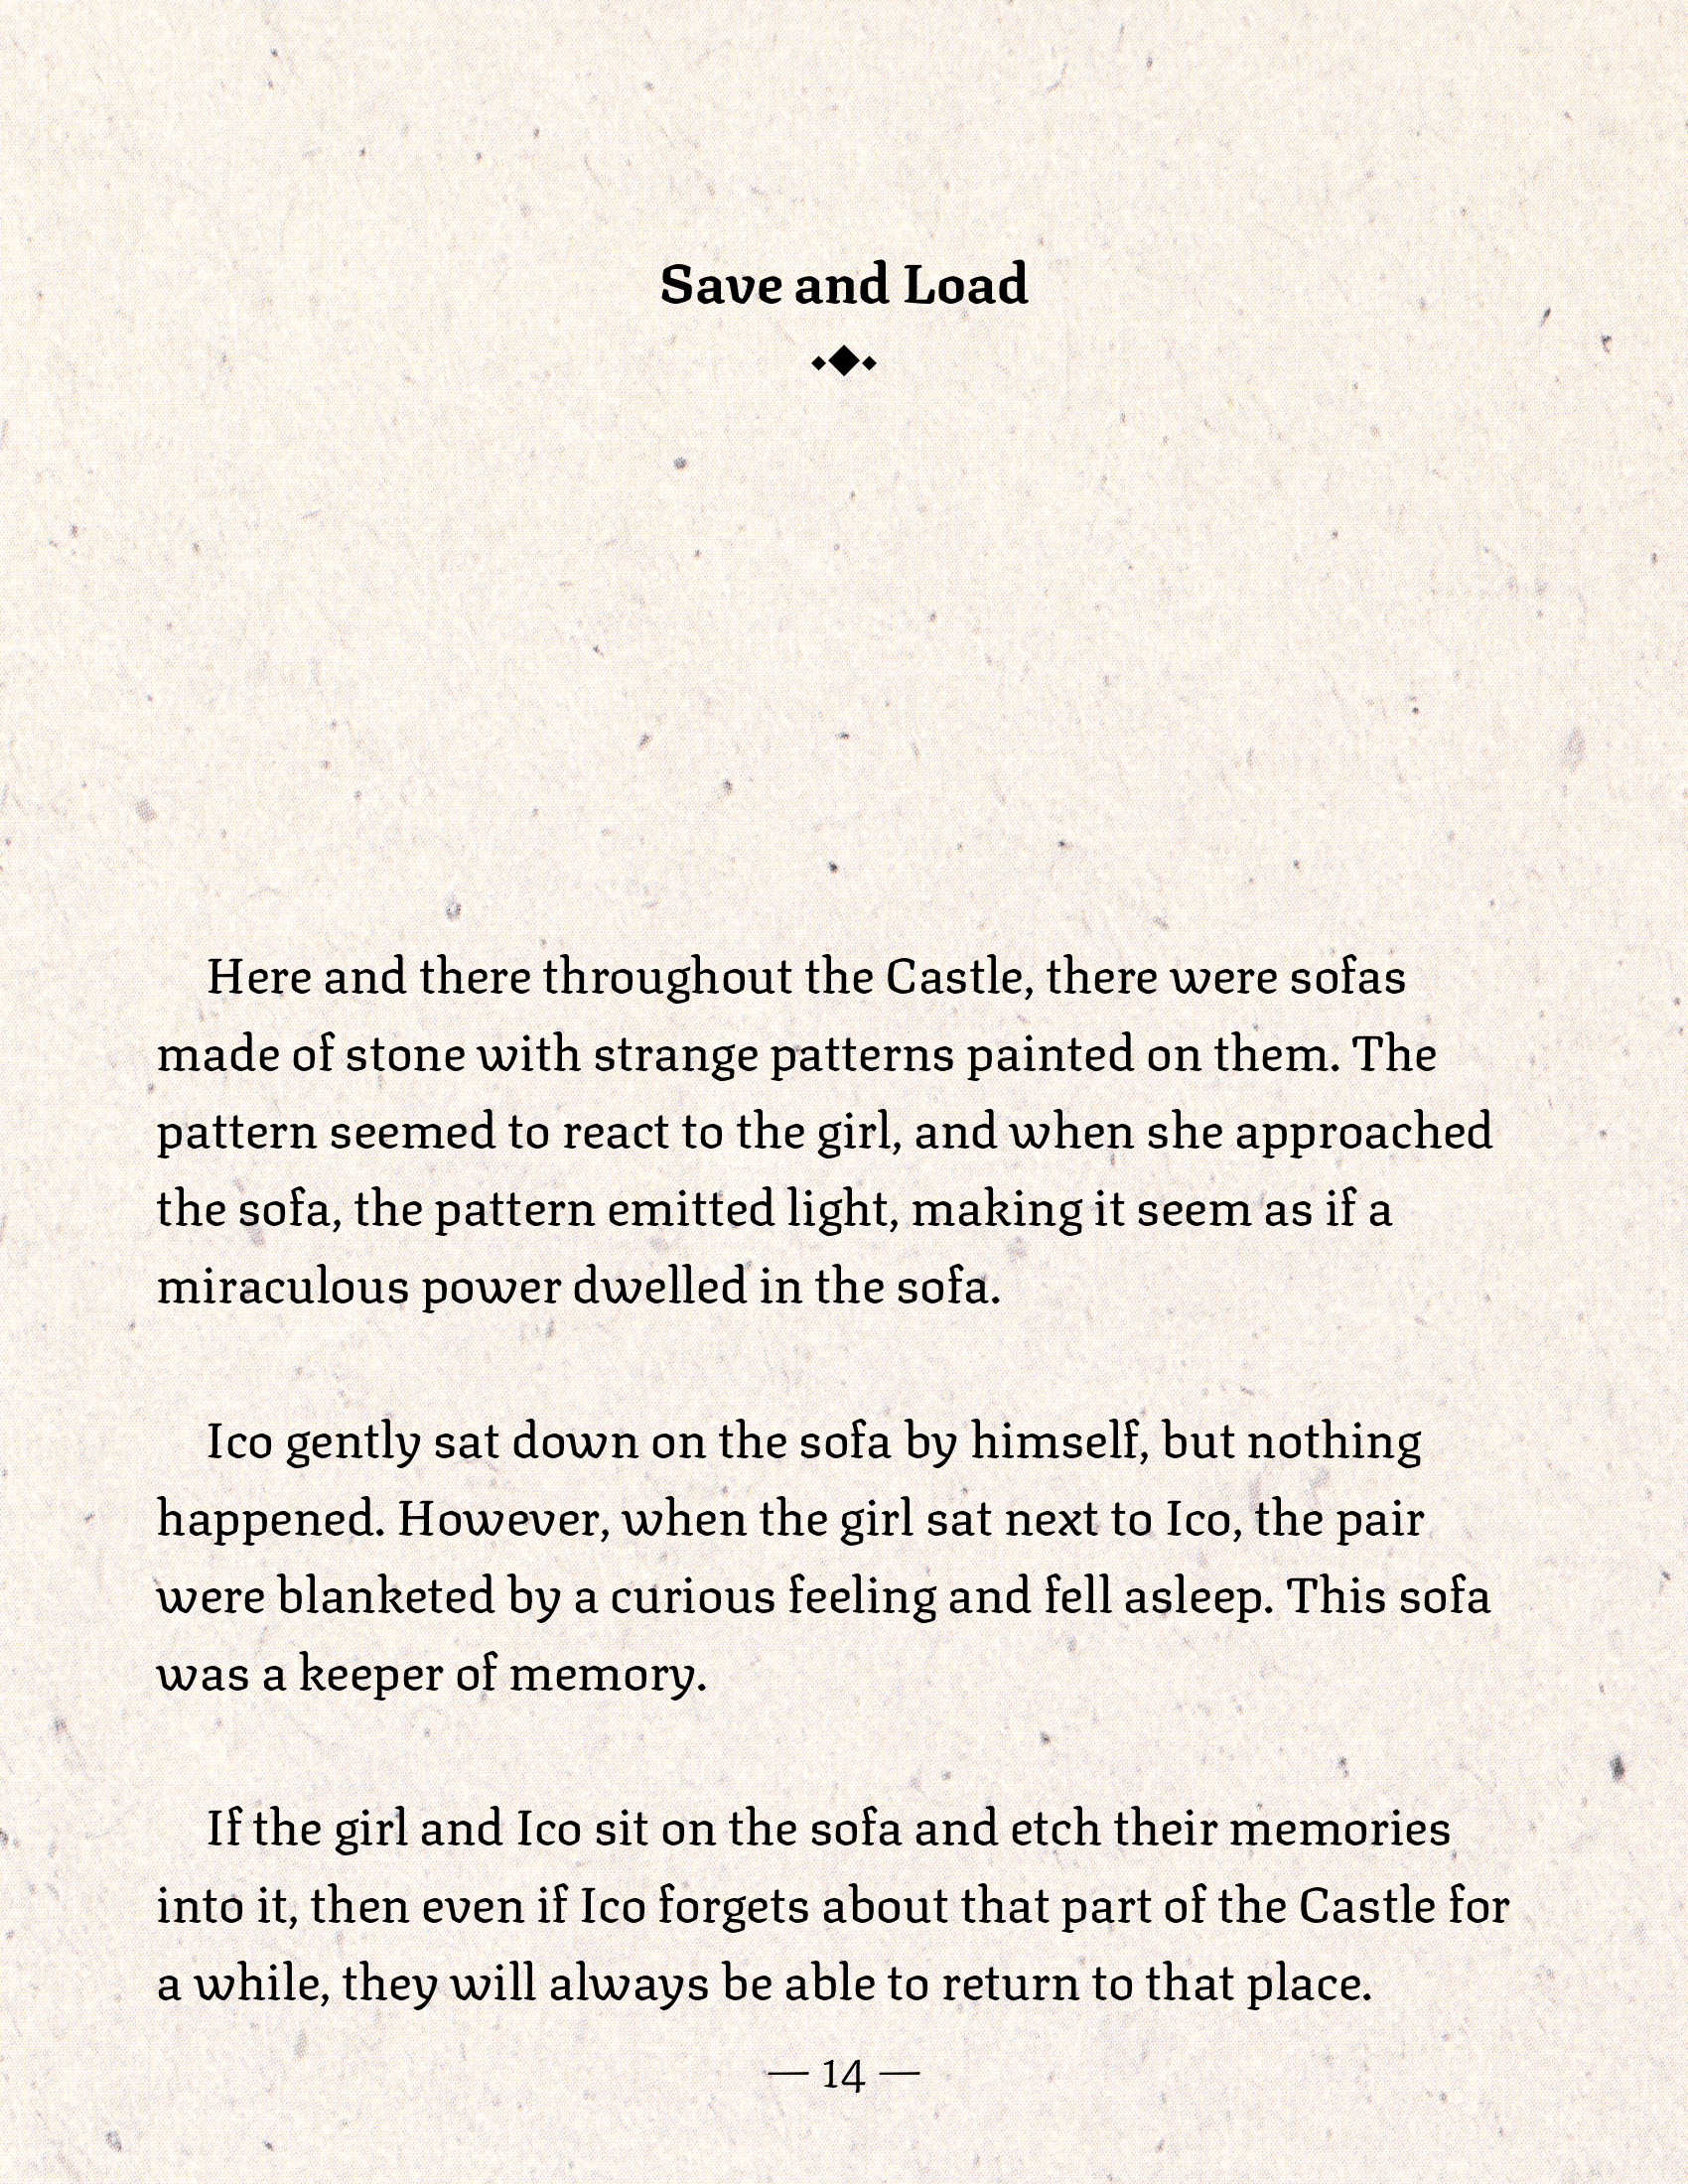 Save and Load
Here and there throughout the Castle, there were sofas
made of stone with strange patterns painted on them. The
pattern seemed to react to the girl, and when she approached
the sofa, the pattern emitted light, making it seem as if a
miraculous power dwelled in the sofa.
Ico gently sat down on the sofa by himself, but nothing
happened. However, when the girl sat next to Ico, the pair
were blanketed by a curious feeling and fell asleep. This sofa
was a keeper of memory.
If the girl and Ico sit on the sofa and etch their memories
into it, then even if Ico forgets about that part of the Castle for
a while, they will always be able to return to that place.
— 14 —